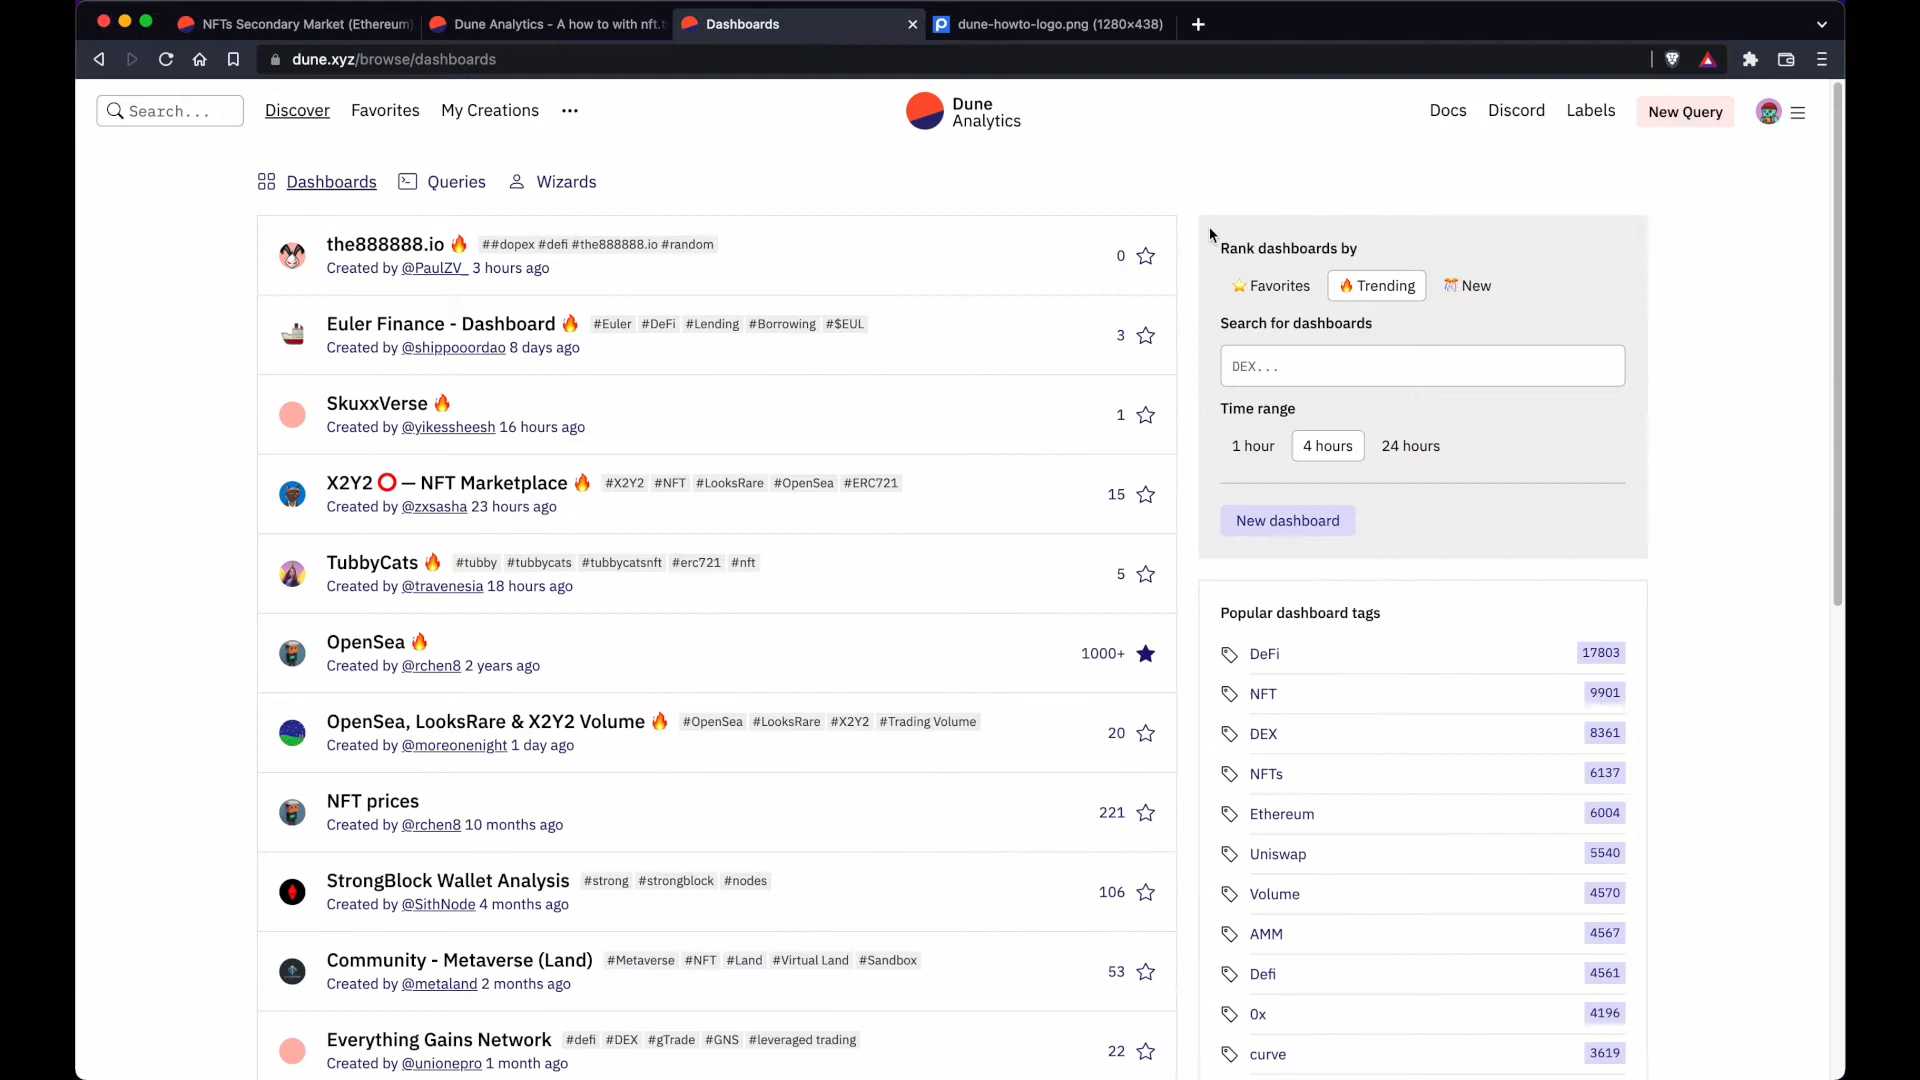 NFTs Secondary Market (Ethereum)
Dune Analytics - A how to with nft.
Dashboards
dune-howto-logo.png (1280×438)
dune.xyz/browse/dashboards
Search...
Discover
Favorites
My Creations
Dune
Analytics
Docs
Discord
Labels
New Query
Dashboards
Queries
Wizards
the888888.io 🔥 ##dopex #defi #the888888.io #random
Created by @PaulZV_ 3 hours ago
0
Euler Finance - Dashboard 🔥 #Euler #DeFi #Lending #Borrowing #$EUL
Created by @shippooordao 8 days ago
3
SkuxxVerse 🔥
Created by @yikessheesh 16 hours ago
1
X2Y2 ⭕ — NFT Marketplace 🔥 #X2Y2 #NFT #LooksRare #OpenSea #ERC721
Created by @zxsasha 23 hours ago
15
TubbyCats 🔥 #tubby #tubbycats #tubbycatsnft #erc721 #nft
Created by @travenesia 18 hours ago
5
OpenSea 🔥
Created by @rchen8 2 years ago
1000+
OpenSea, LooksRare & X2Y2 Volume 🔥 #OpenSea #LooksRare #X2Y2 #Trading Volume
Created by @moreonenight 1 day ago
20
NFT prices
Created by @rchen8 10 months ago
221
StrongBlock Wallet Analysis #strong #strongblock #nodes
Created by @SithNode 4 months ago
106
Community - Metaverse (Land) #Metaverse #NFT #Land #Virtual Land #Sandbox
Created by @metaland 2 months ago
53
Everything Gains Network #defi #DEX #gTrade #GNS #leveraged trading
Created by @unionepro 1 month ago
22
Rank dashboards by
⭐ Favorites 🔥 Trending 🎊 New
Search for dashboards
DEX...
Time range
1 hour 4 hours 24 hours
New dashboard
Popular dashboard tags
DeFi 17803
NFT 9901
DEX 8361
NFTs 6137
Ethereum 6004
Uniswap 5540
Volume 4570
AMM 4567
Defi 4561
0x 4196
curve 3619